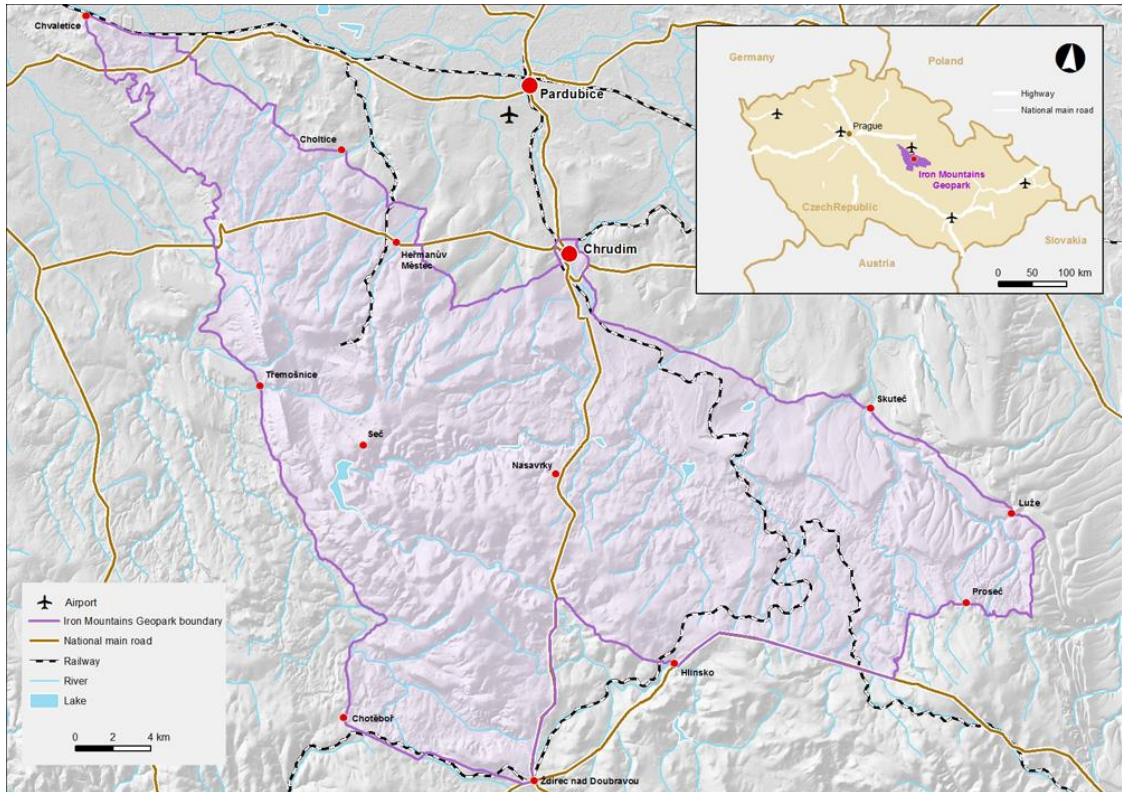 Chvaletice
Pardubice
Choltice
Heřmanův
Městec
Chrudim
Třemošnice
Seč
Nasavrky
Skuteč
Luže
Proseč
Hlinsko
Chotěboř
Ždírec nad Doubravou
Germany
Poland
Highway
National main road
Prague
Iron Mountains
Geopark
CzechRepublic
Slovakia
Austria
0 50 100 km
Airport
Iron Mountains Geopark boundary
National main road
Railway
River
Lake
0 2 4 km